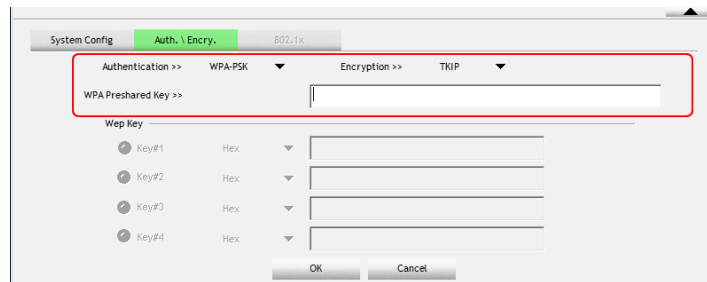 System Config Auth. \ Encry. 802.1x
Authentication >> WPA-PSK Encryption >> TKIP
WPA Preshared Key >>
Wep Key
Key#1 Hex
Key#2 Hex
Key#3 Hex
Key#4 Hex
OK Cancel